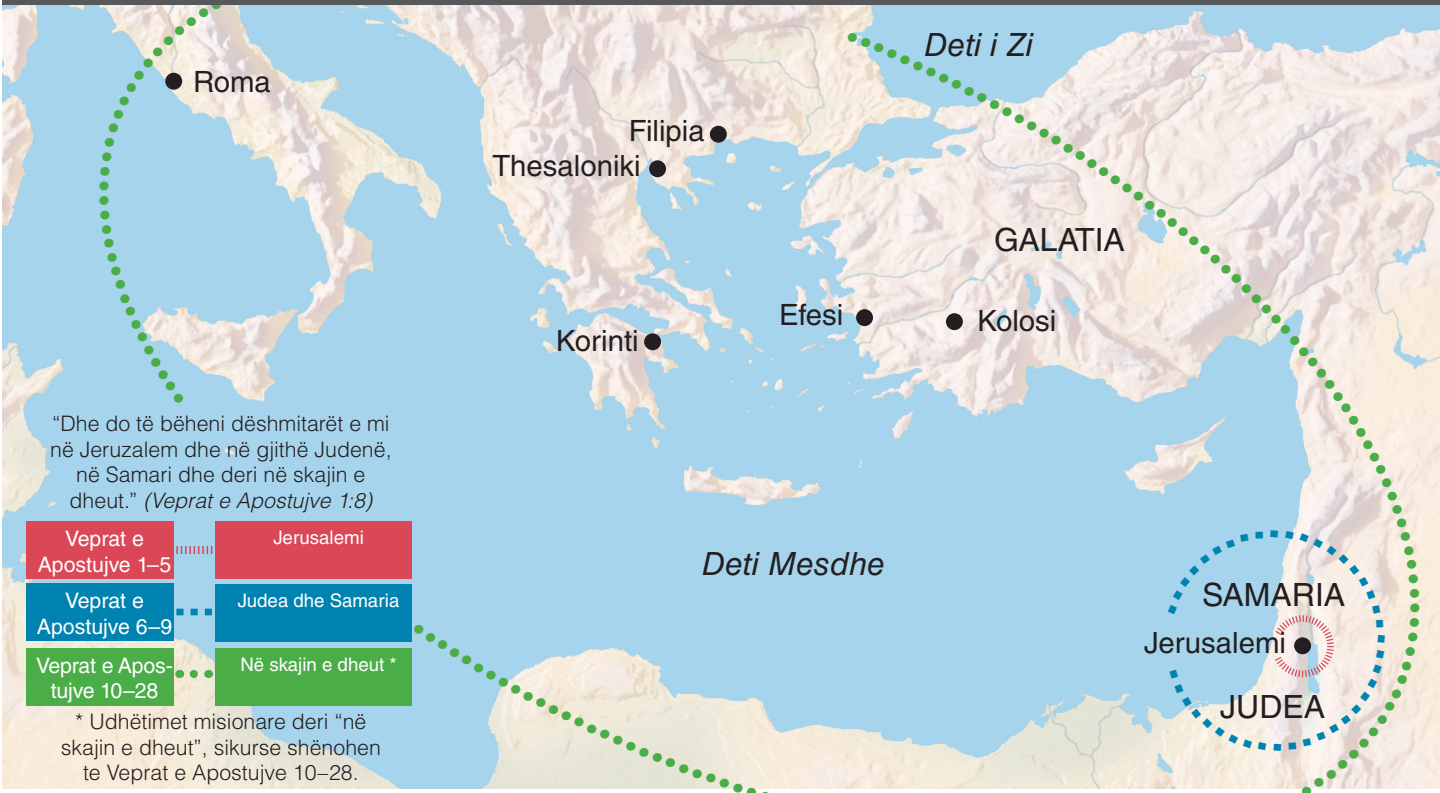 Deti i Zi
Roma
Filipia
Thesaloniki
GALATIA
Efesi
Kolosi
Korinti
“Dhe do të bëheni dëshmitarët e mi
në Jeruzalem dhe në gjithë Judenë,
në Samari dhe deri në skajin e
dheut.” (Veprat e Apostujve 1:8)
Veprat e
Apostujve 1–5
Jerusalemi
Veprat e
Apostujve 6–9
Judea dhe Samaria
Veprat e Apos-
tujve 10–28
Në skajin e dheut *
* Udhëtimet misionare deri “në
skajin e dheut”, sikurse shënohen
te Veprat e Apostujve 10–28.
Deti Mesdhe
SAMARIA
Jerusalemi
JUDEA